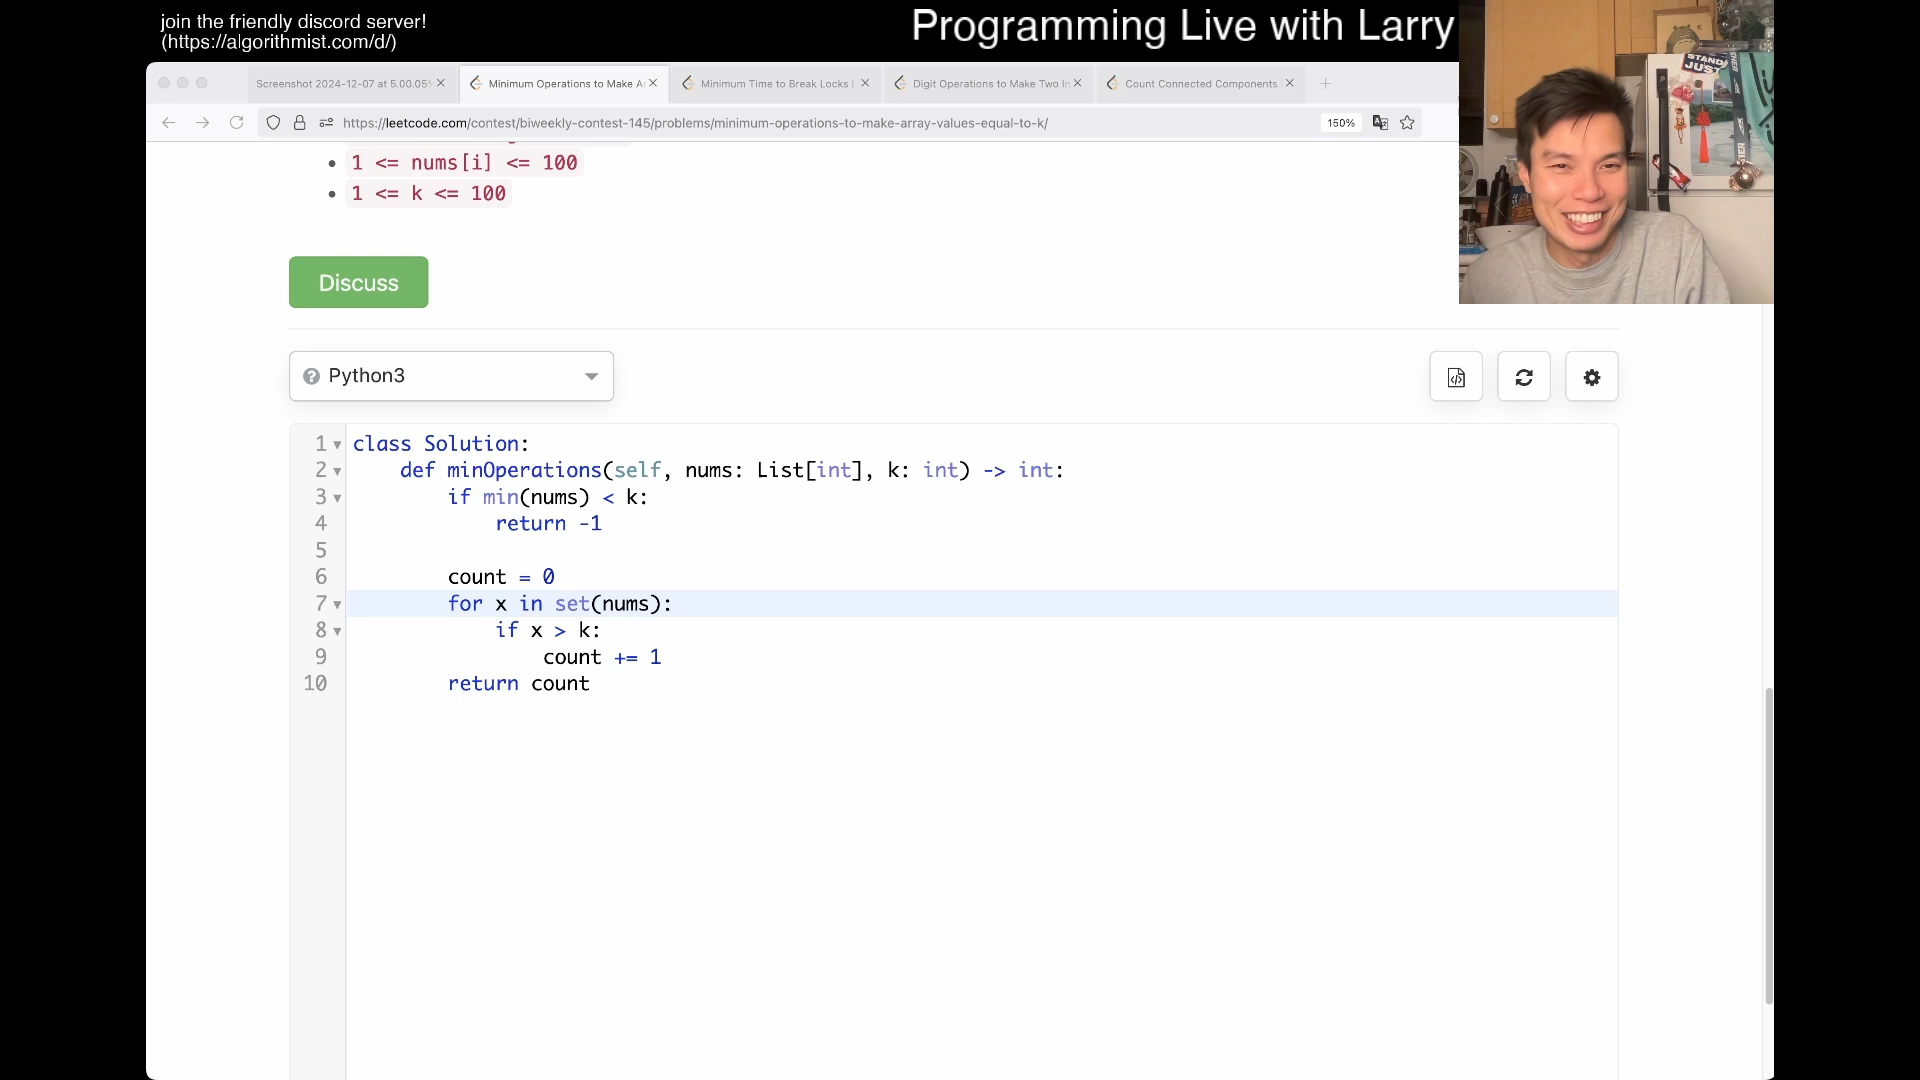 join the friendly discord server!
(https://algorithmist.com/d/)
Programming Live with Larry
Screenshot 2024-12-07 at 5.00.05
Minimum Operations to Make A
Minimum Time to Break Locks I
Digit Operations to Make Two In
Count Connected Components
https://leetcode.com/contest/biweekly-contest-145/problems/minimum-operations-to-make-array-values-equal-to-k/
150%
STAND
JUS
1 <= nums[i] <= 100
1 <= k <= 100
Discuss
Python3
1 class Solution:
2 def minOperations(self, nums: List[int], k: int) -> int:
3 if min(nums) < k:
4 return -1
5
6 count = 0
7 for x in set(nums):
8 if x > k:
9 count += 1
10 return count